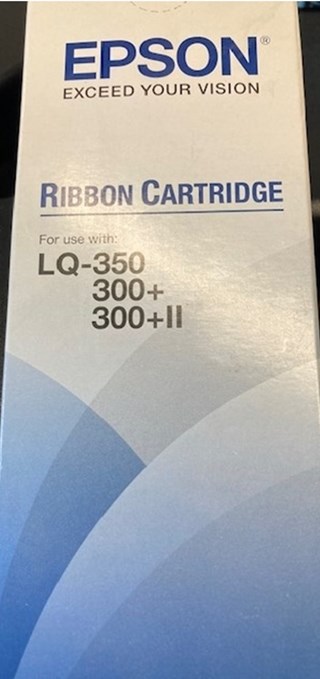 EPSON®
EXCEED YOUR VISION
RIBBON CARTRIDGE
For use with:
LQ-350
300+
300+II